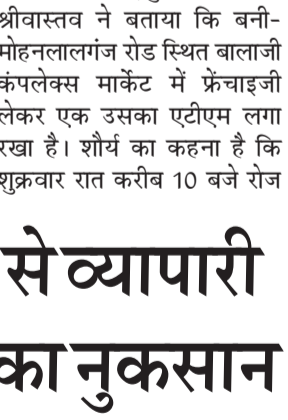 श्रीवास्तव ने बताया कि बनी-
मोहनलालगंज रोड स्थित बालाजी
कंपलेक्स मार्केट में फ्रेंचाइजी
लेकर एक उसका एटीएम लगा
रखा है। शौर्य का कहना है कि
शुक्रवार रात करीब 10 बजे रोज
से व्यापारी
का नुकसान